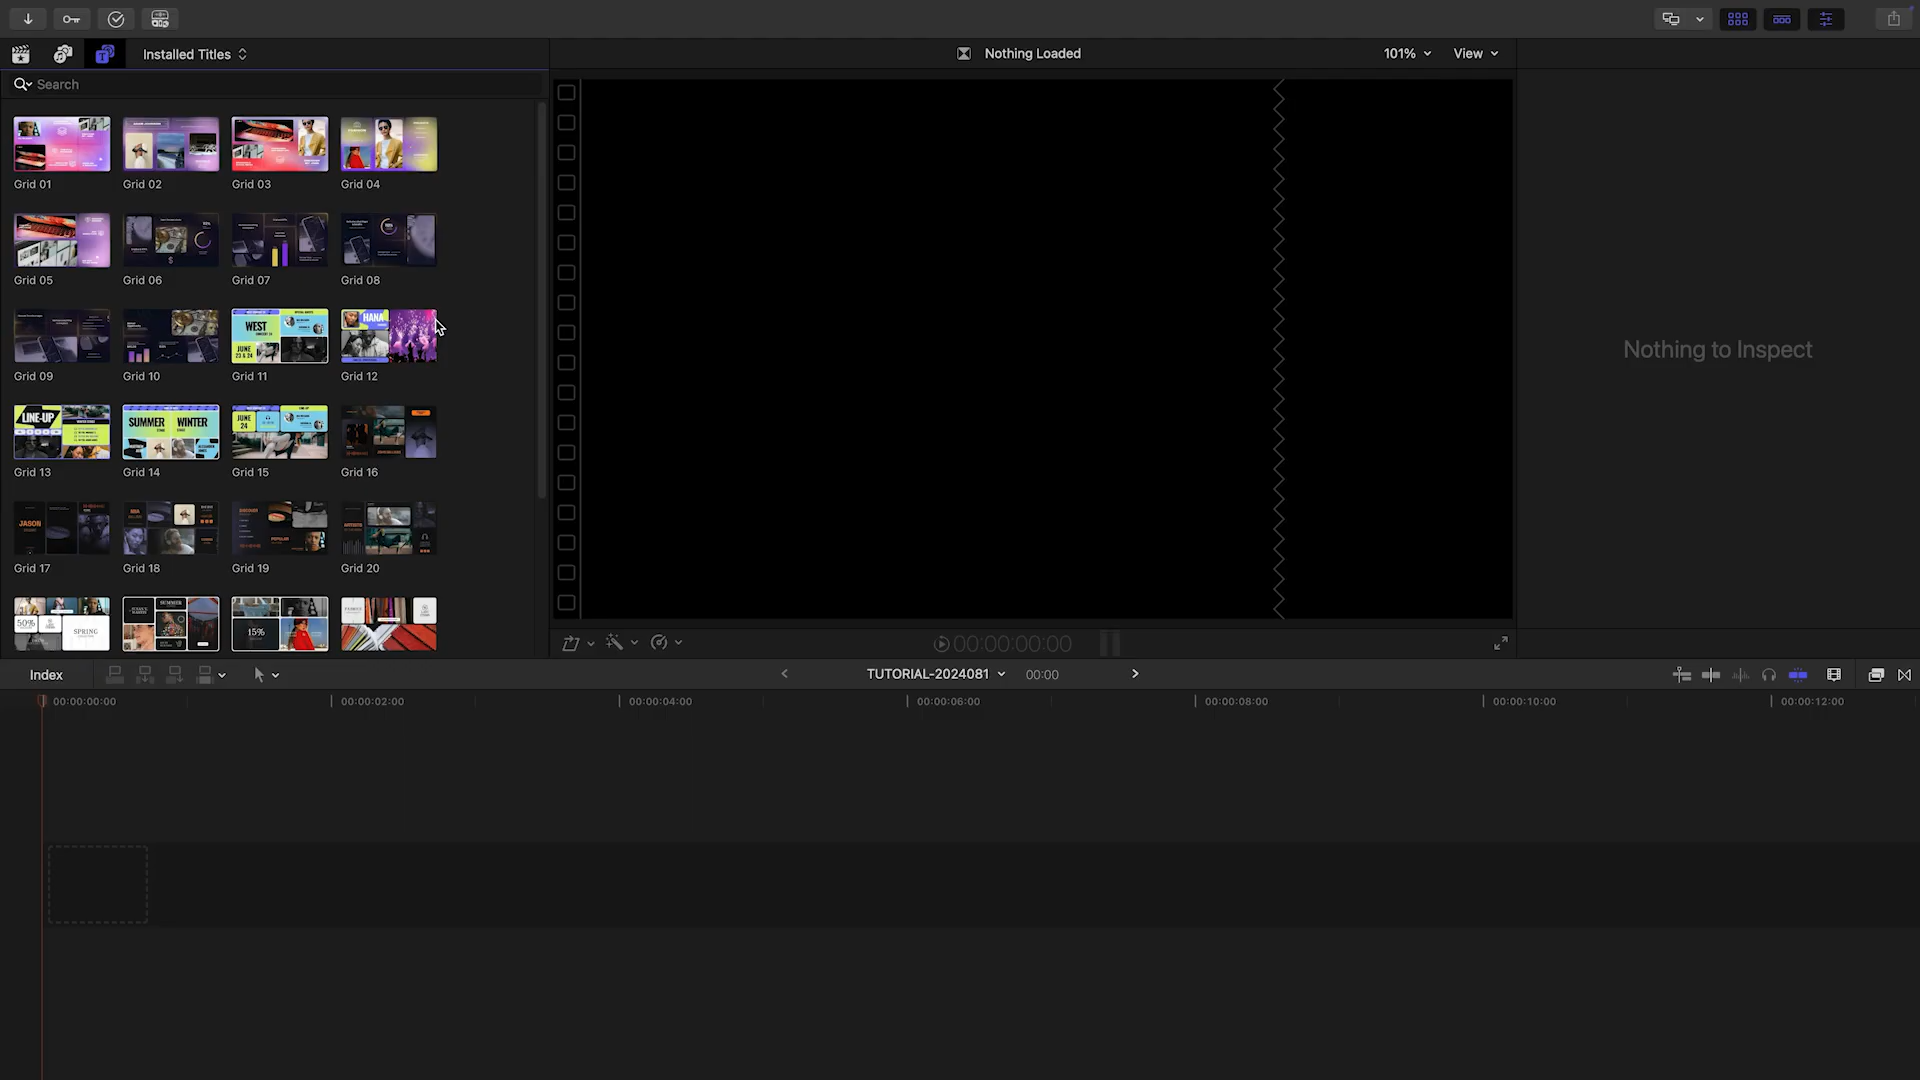 Installed Titles
Nothing Loaded
101%
View
Search
Grid 01
Grid 02
Grid 03
Grid 04
Grid 05
Grid 06
Grid 07
Grid 08
Grid 09
Grid 10
WEST
JUNE
23 & 24
Grid 11
HANA
Grid 12
LINE-UP
Grid 13
SUMMER
WINTER
Grid 14
JUNE
24
Grid 15
Grid 16
JASON
Grid 17
Grid 18
Grid 19
Grid 20
50%
SPRING
SUMMER
15%
Nothing to Inspect
00:00:00:00
Index
TUTORIAL-2024081
00:00
00:00:00:00
00:00:02:00
00:00:04:00
00:00:06:00
00:00:08:00
00:00:10:00
00:00:12:00